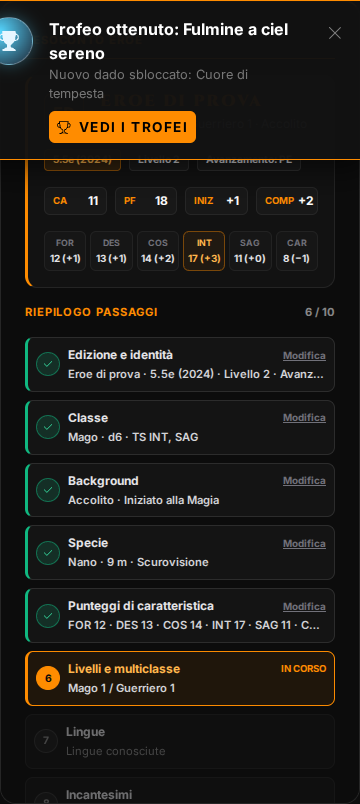 Trofeo ottenuto: Fulmine a ciel
sereno
Nuovo dado sbloccato: Cuore di
tempesta
VEDI I TROFEI
5.5e (2024) Livello 2 Avanzamento: PE
CA 11 PF 18 INIZ +1 COMP +2
FOR DES COS INT SAG CAR
12 (+1) 13 (+1) 14 (+2) 17 (+3) 11 (+0) 8 (−1)
RIEPILOGO PASSAGGI 6 / 10
Edizione e identità Modifica
Eroe di prova · 5.5e (2024) · Livello 2 · Avanz...
Classe Modifica
Mago · d6 · TS INT, SAG
Background Modifica
Accolito · Iniziato alla Magia
Specie Modifica
Nano · 9 m · Scurovisione
Punteggi di caratteristica Modifica
FOR 12 · DES 13 · COS 14 · INT 17 · SAG 11 · C...
6 Livelli e multiclasse IN CORSO
Mago 1 / Guerriero 1
7 Lingue
Lingue conosciute
8 Incantesimi